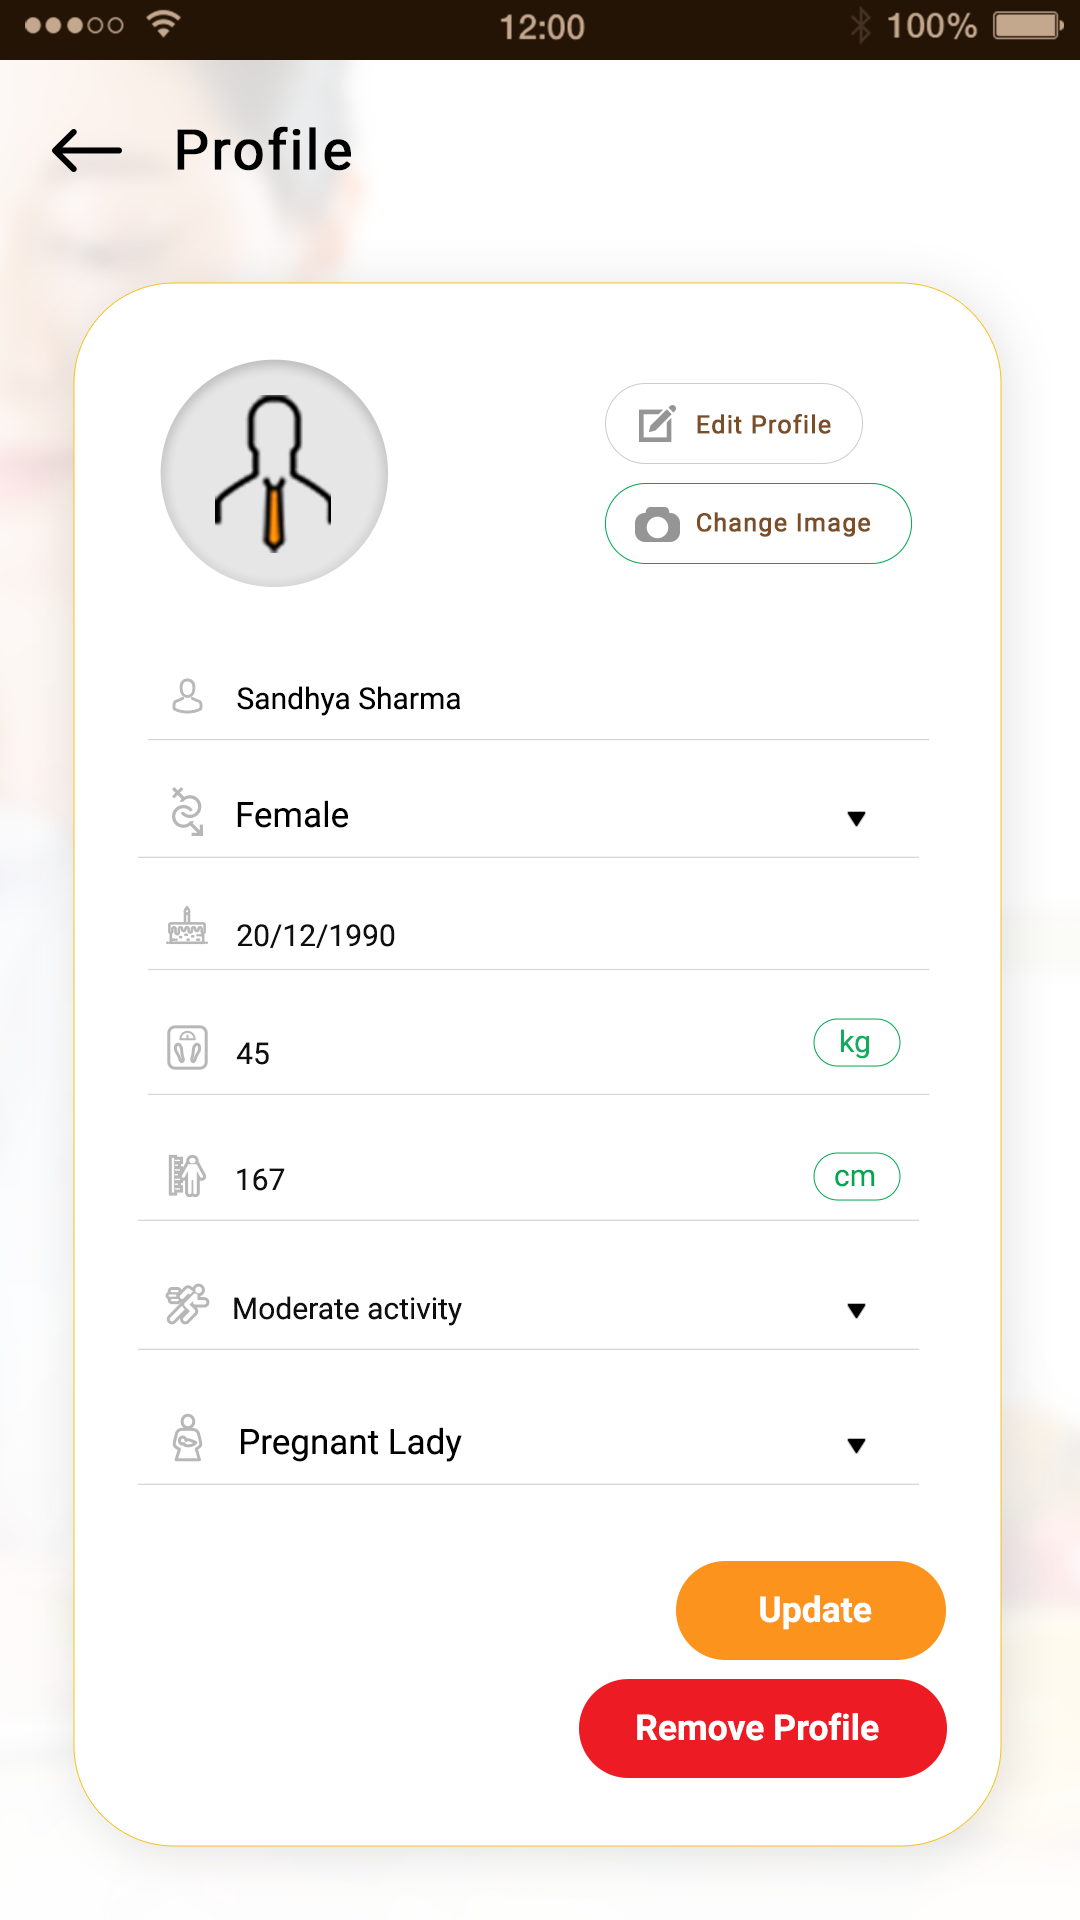 12:00 100%
Profile
Edit Profile
Change Image
Sandhya Sharma
Female
20/12/1990
45 kg
167 cm
Moderate activity
Pregnant Lady
Update
Remove Profile